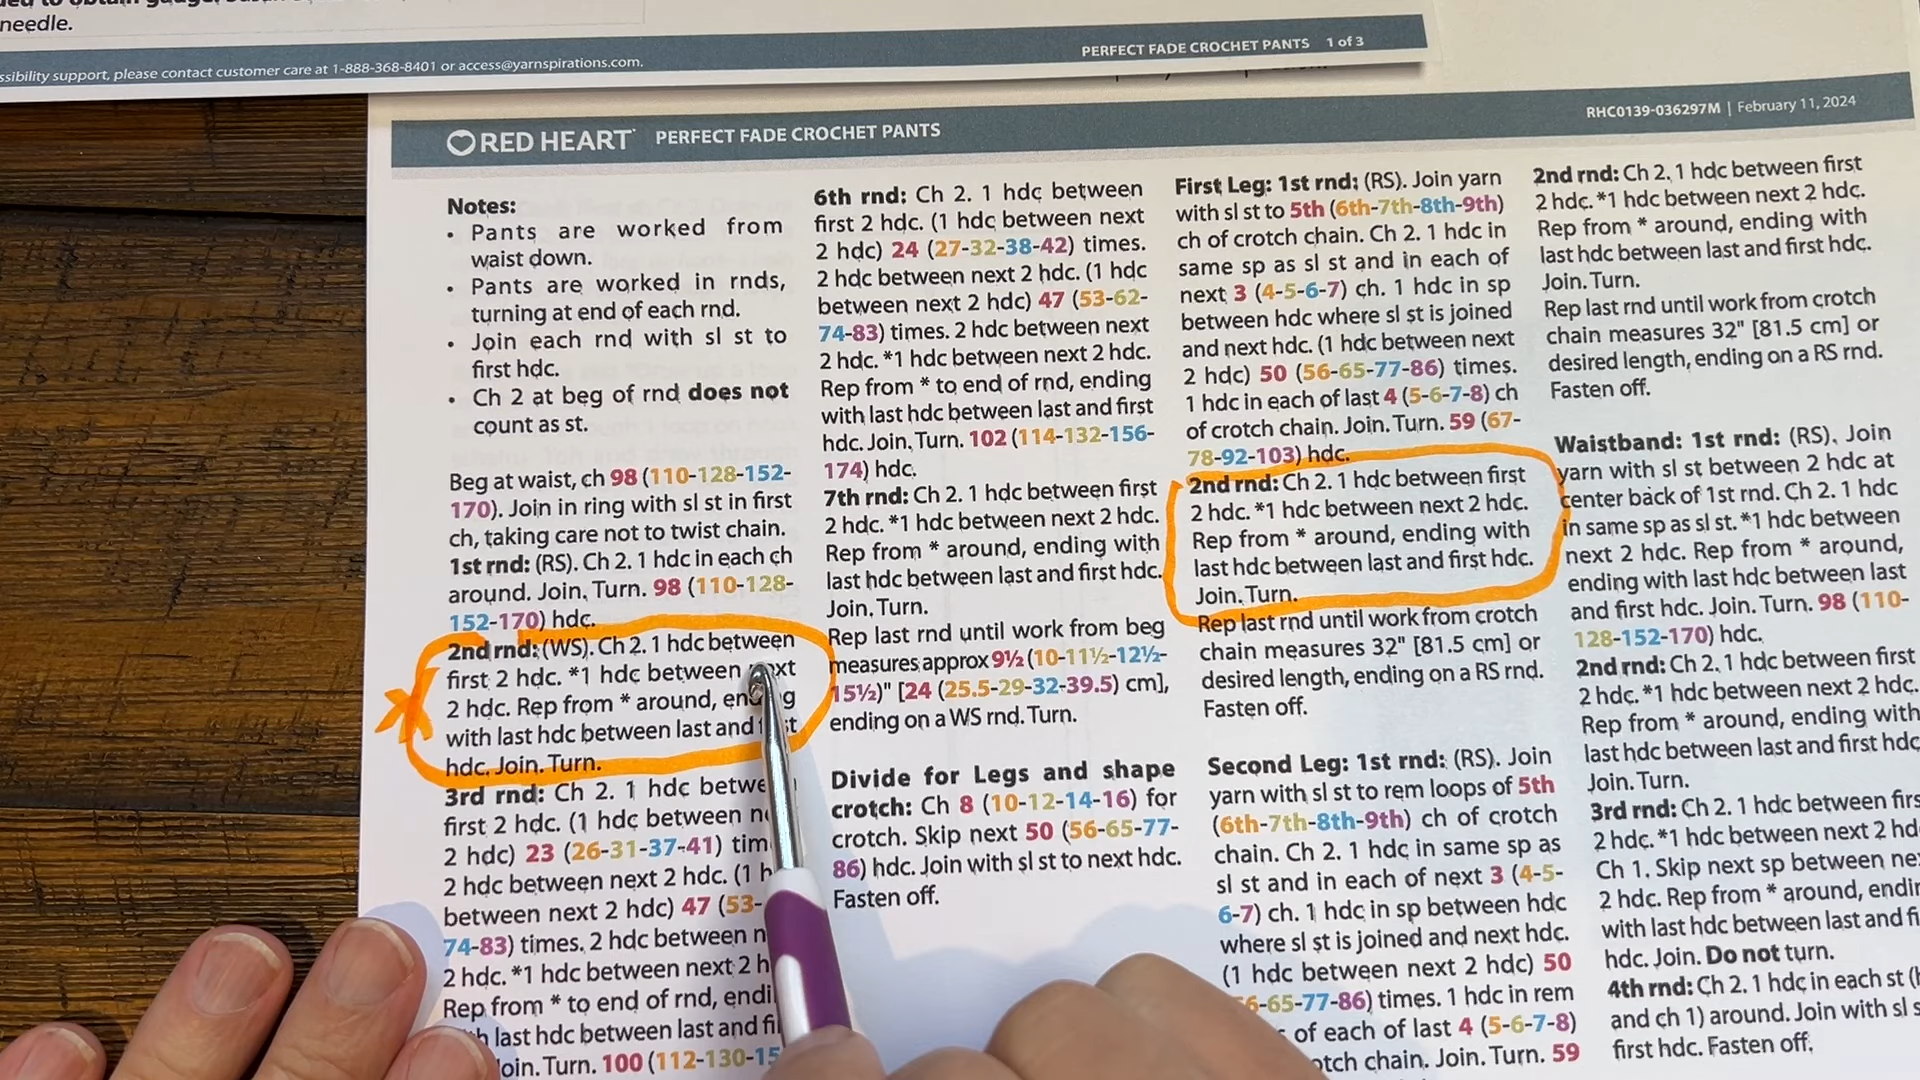 needle.
ssibility support, please contact customer care at 1-888-368-8401 or access@yarnspirations.com.
PERFECT FADE CROCHET PANTS 1 of 3
RED HEART PERFECT FADE CROCHET PANTS
RHC0139-036297M | February 11, 2024
Notes:
• Pants are worked from
waist down.
• Pants are worked in rnds,
turning at end of each rnd.
• Join each rnd with sl st to
first hdc.
• Ch 2 at beg of rnd does not
count as st.
Beg at waist, ch 98 (110-128-152-
170). Join in ring with sl st in first
ch, taking care not to twist chain.
1st rnd: (RS). Ch 2. 1 hdc in each ch
around. Join. Turn. 98 (110-128-
152-170) hdc.
2nd rnd: (WS). Ch 2. 1 hdc between
first 2 hdc. *1 hdc between next
2 hdc. Rep from * around, ending
with last hdc between last and first
hdc. Join. Turn.
3rd rnd: Ch 2. 1 hdc
first 2 hdc. (1 hdc between
2 hdc) 23 (26-31-37-41)
2 hdc between next 2 hdc. (1
between next 2 hdc) 47 (53-
74-83) times. 2 hdc between
2 hdc. *1 hdc between next 2
Rep from * to end of rnd,
last hdc between last and
Turn. 100 (112-130-
6th rnd: Ch 2. 1 hdc between
first 2 hdc. (1 hdc between next
2 hdc) 24 (27-32-38-42) times.
2 hdc between next 2 hdc. (1 hdc
between next 2 hdc) 47 (53-62-
74-83) times. 2 hdc between next
2 hdc. *1 hdc between next 2 hdc.
Rep from * to end of rnd, ending
with last hdc between last and first
hdc. Join. Turn. 102 (114-132-156-
174) hdc.
7th rnd: Ch 2. 1 hdc between first
2 hdc. *1 hdc between next 2 hdc.
Rep from * around, ending with
last hdc between last and first hdc.
Join. Turn.
Rep last rnd until work from beg
measures approx 9½ (10-11½-12½-
15½)" [24 (25.5-29-32-39.5) cm],
ending on a WS rnd. Turn.
Divide for Legs and shape
crotch: Ch 8 (10-12-14-16) for
crotch. Skip next 50 (56-65-77-
86) hdc. Join with sl st to next hdc.
Fasten off.
First Leg: 1st rnd: (RS). Join yarn
with sl st to 5th (6th-7th-8th-9th)
ch of crotch chain. Ch 2. 1 hdc in
same sp as sl st and in each of
next 3 (4-5-6-7) ch. 1 hdc in sp
between hdc where sl st is joined
and next hdc. (1 hdc between next
2 hdc) 50 (56-65-77-86) times.
1 hdc in each of last 4 (5-6-7-8) ch
of crotch chain. Join. Turn. 59 (67-
78-92-103) hdc.
2nd rnd: Ch 2. 1 hdc between first
2 hdc. *1 hdc between next 2 hdc.
Rep from * around, ending with
last hdc between last and first hdc.
Join. Turn.
Rep last rnd until work from crotch
chain measures 32" [81.5 cm] or
desired length, ending on a RS rnd.
Fasten off.
Second Leg: 1st rnd: (RS). Join
yarn with sl st to rem loops of 5th
(6th-7th-8th-9th) ch of crotch
chain. Ch 2. 1 hdc in same sp as
sl st and in each of next 3 (4-5-
6-7) ch. 1 hdc in sp between hdc
where sl st is joined and next hdc.
(1 hdc between next 2 hdc) 50
6-65-77-86) times. 1 hdc in rem
of each of last 4 (5-6-7-8)
chain. Join. Turn. 59
2nd rnd: Ch 2. 1 hdc between first
2 hdc. *1 hdc between next 2 hdc.
Rep from * around, ending with
last hdc between last and first hdc.
Join. Turn.
Rep last rnd until work from crotch
chain measures 32" [81.5 cm] or
desired length, ending on a RS rnd.
Fasten off.
Waistband: 1st rnd: (RS). Join
yarn with sl st between 2 hdc at
center back of 1st rnd. Ch 2. 1 hdc
in same sp as sl st. *1 hdc between
next 2 hdc. Rep from * around,
ending with last hdc between last
and first hdc. Join. Turn. 98 (110-
128-152-170) hdc.
2nd rnd: Ch 2. 1 hdc between first
2 hdc. *1 hdc between next 2 hdc.
Rep from * around, ending with
last hdc between last and first hdc
Join. Turn.
3rd rnd: Ch 2. 1 hdc between
2 hdc. *1 hdc between next 2
Ch 1. Skip next sp between
2 hdc. Rep from * around,
with last hdc between last and
hdc. Join. Do not turn.
4th rnd: Ch 2. 1 hdc in each st
and ch 1) around. Join with sl
first hdc. Fasten off.